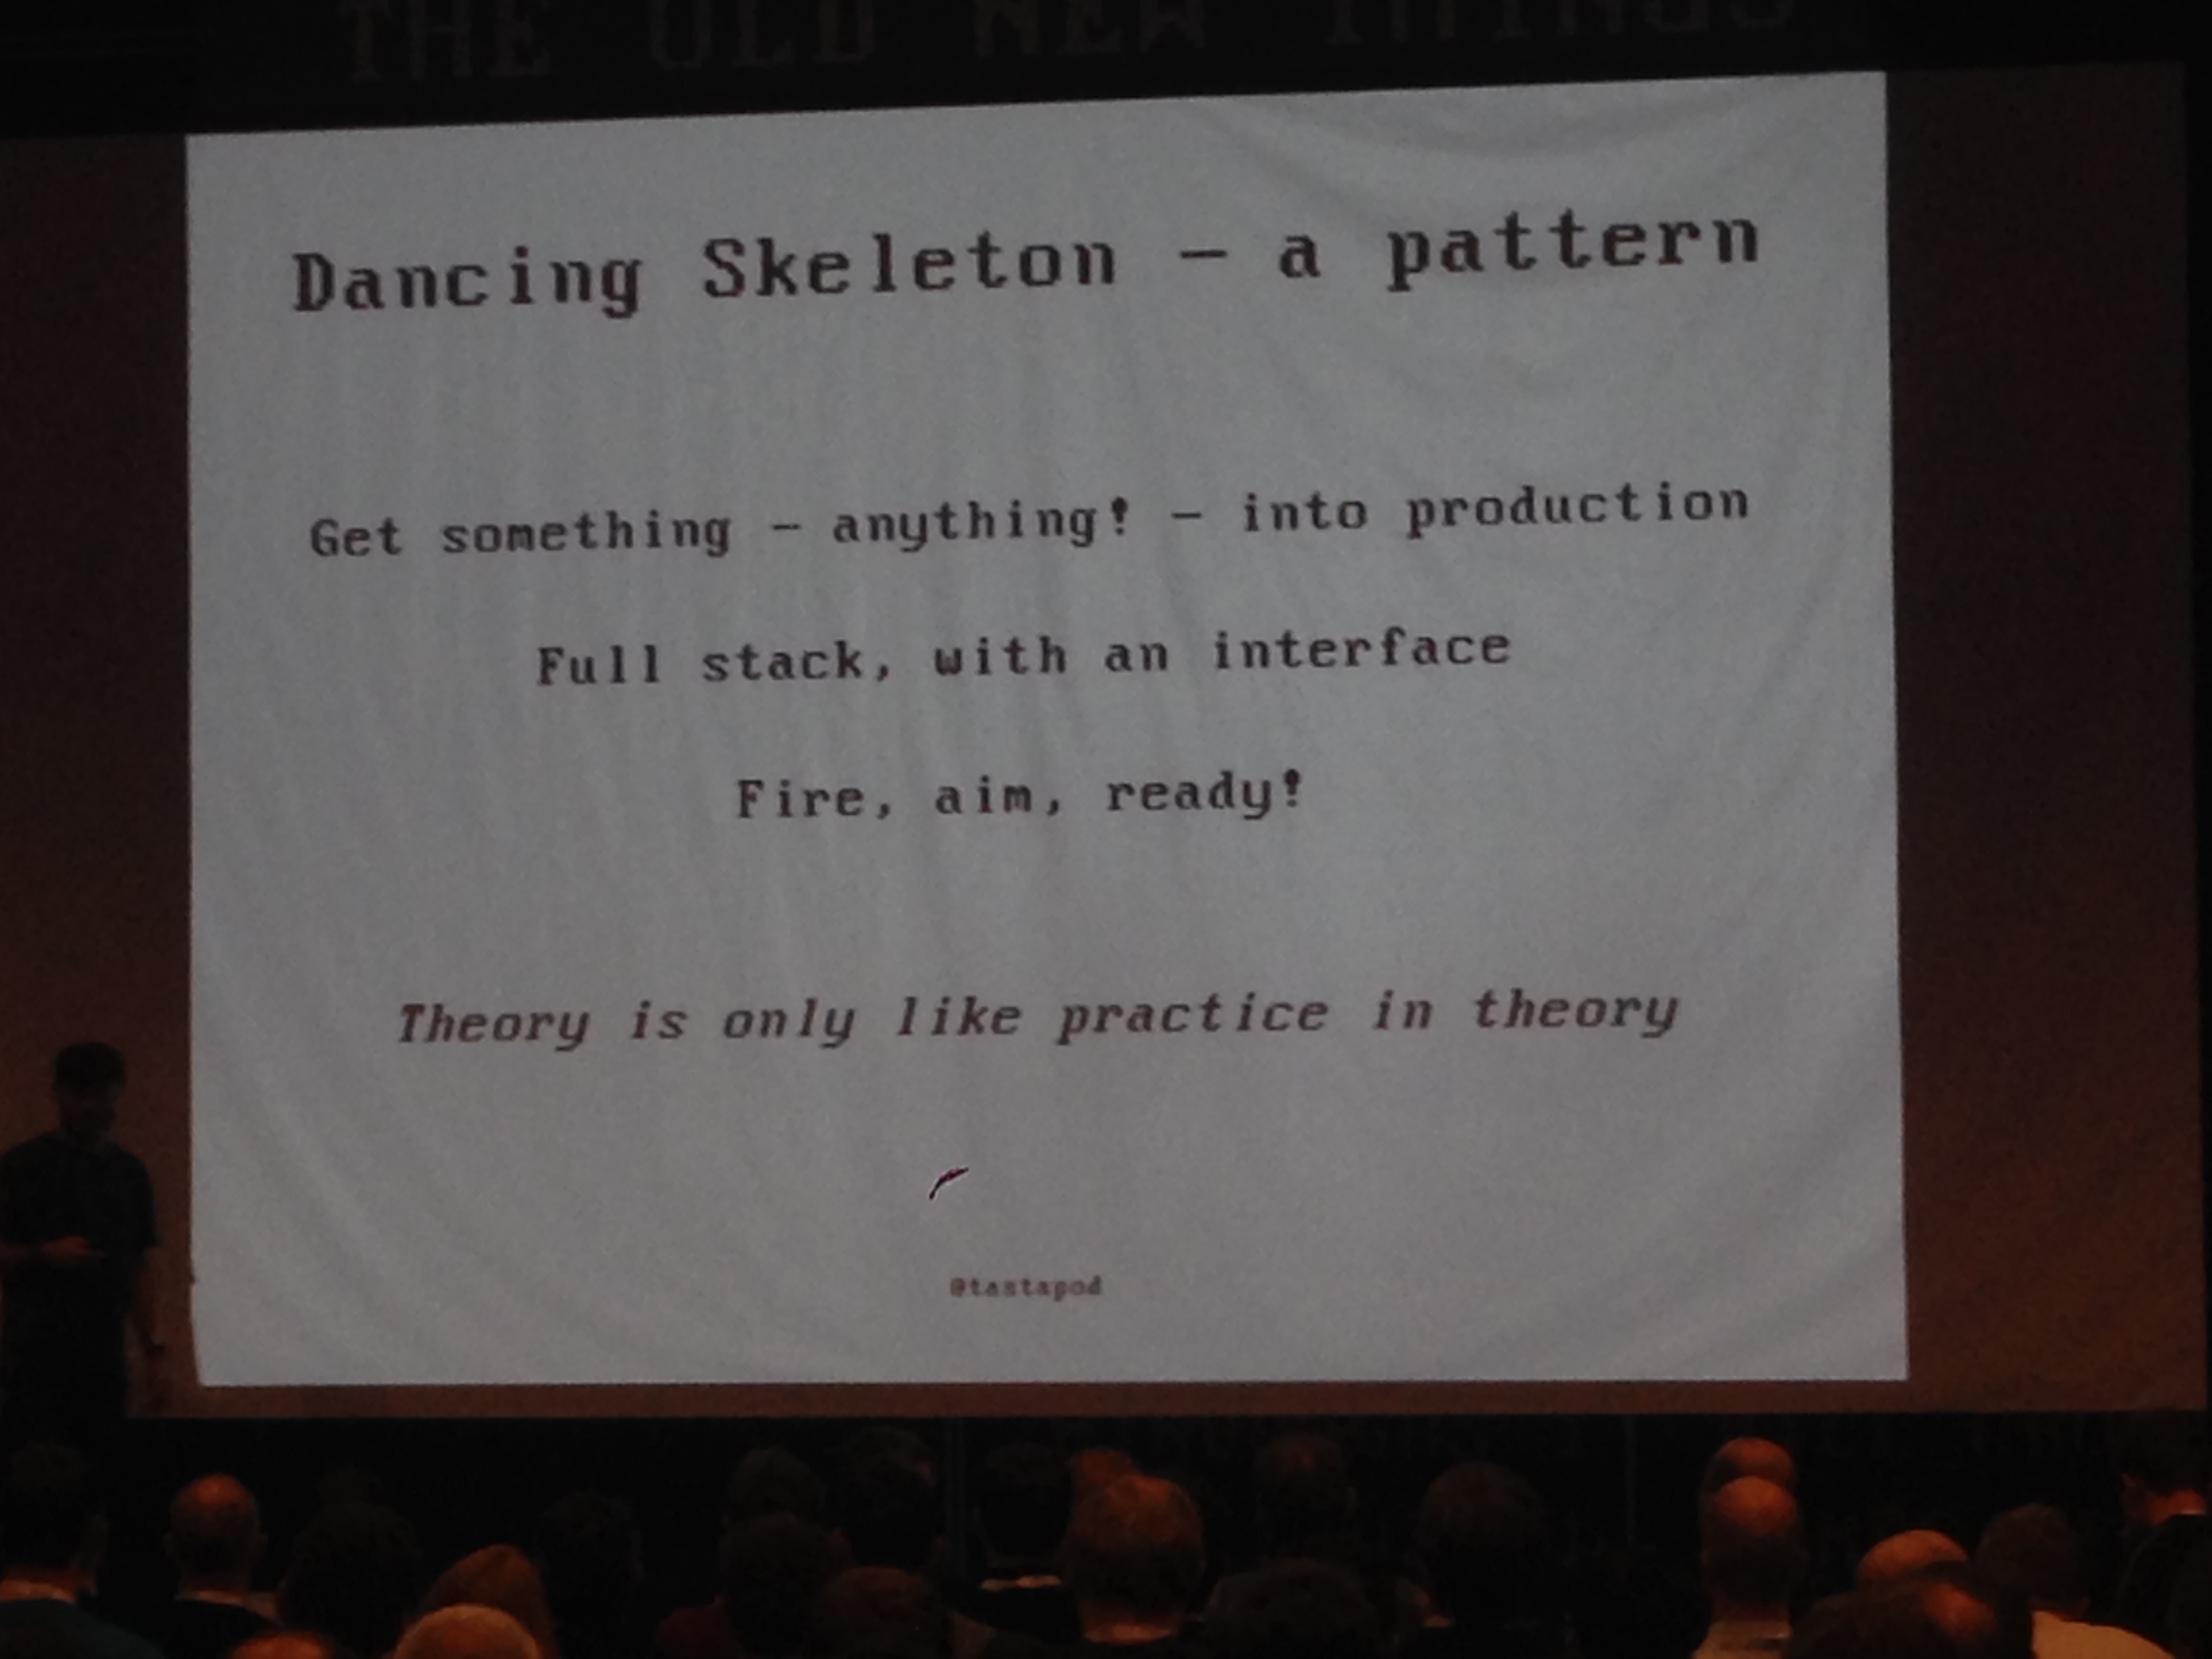 THE OLD NEW THINGS
Dancing Skeleton – a pattern
Get something – anything! – into production
Full stack, with an interface
Fire, aim, ready!
Theory is only like practice in theory
@tastapod